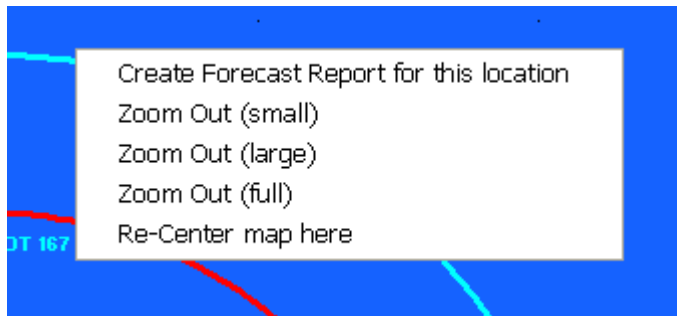 Create Forecast Report for this location
Zoom Out (small)
Zoom Out (large)
Zoom Out (full)
Re-Center map here
167